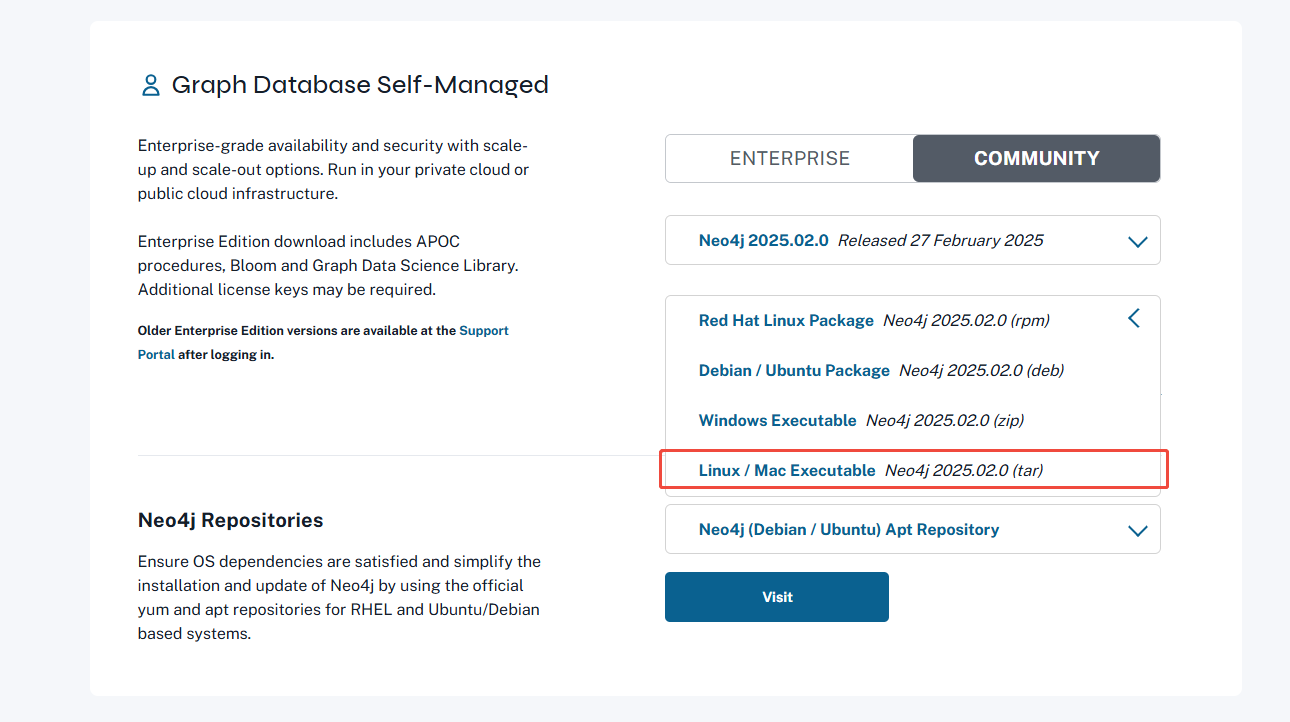 Graph Database Self-Managed
Enterprise-grade availability and security with scale-
up and scale-out options. Run in your private cloud or
public cloud infrastructure.
Enterprise Edition download includes APOC
procedures, Bloom and Graph Data Science Library.
Additional license keys may be required.
Older Enterprise Edition versions are available at the Support
Portal after logging in.
ENTERPRISE
COMMUNITY
Neo4j 2025.02.0 Released 27 February 2025
Red Hat Linux Package Neo4j 2025.02.0 (rpm)
Debian / Ubuntu Package Neo4j 2025.02.0 (deb)
Windows Executable Neo4j 2025.02.0 (zip)
Linux / Mac Executable Neo4j 2025.02.0 (tar)
Neo4j Repositories
Ensure OS dependencies are satisfied and simplify the
installation and update of Neo4j by using the official
yum and apt repositories for RHEL and Ubuntu/Debian
based systems.
Neo4j (Debian / Ubuntu) Apt Repository
Visit